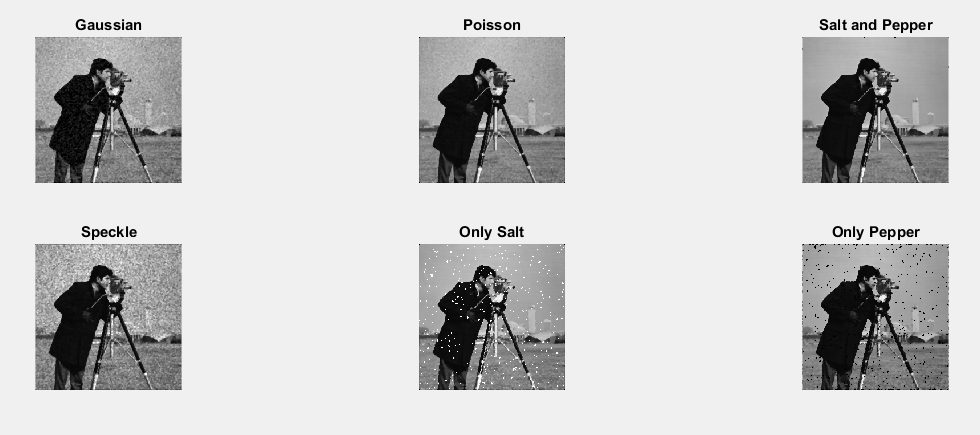 Gaussian
Poisson
Salt and Pepper
Speckle
Only Salt
Only Pepper